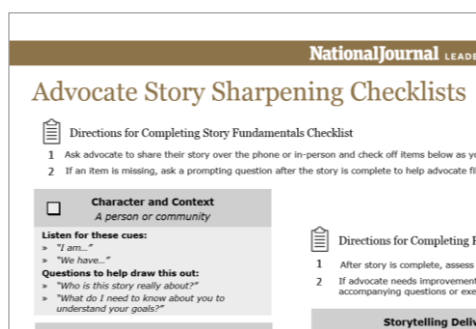 NationalJournal
Advocate Story Sharpening Checklists
Directions for Completing Story Fundamentals Checklist
1 Ask advocate to share their story over the phone or in-person and check off items below as
2 If an item is missing, ask a prompting question after the story is complete to help advocate
Character and Context
A person or community
Listen for these cues:
» "I am..."
» "We have..."
Questions to help draw this out:
» "Who is this story really about?"
» "What do I need to know about you to
understand your goals?"
Directions for Completing
1 After story is complete, assess
2 If advocate needs improvement
accompanying questions or
Storytelling